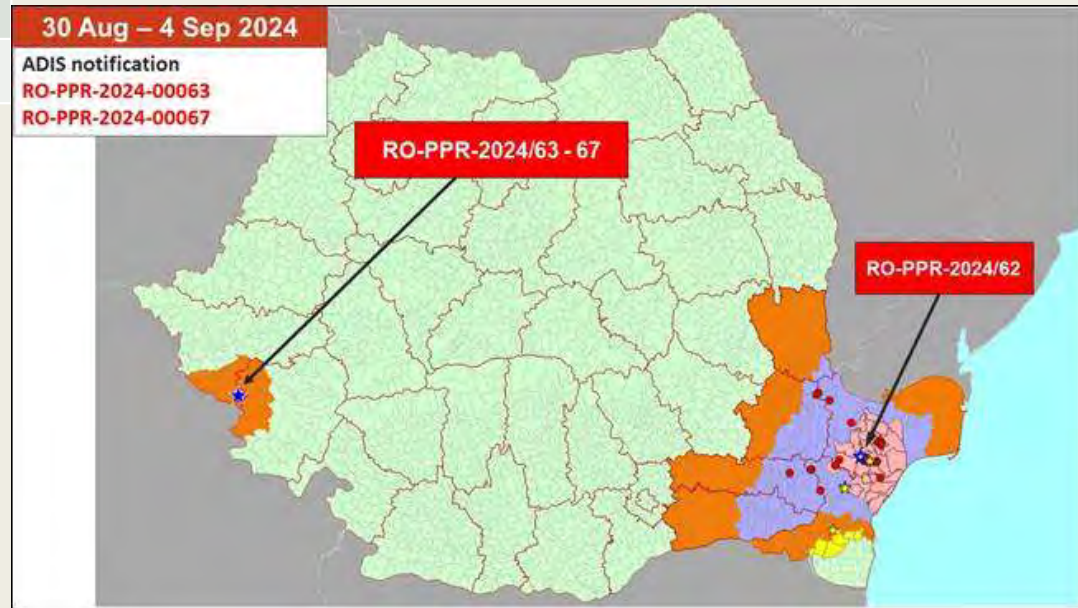 30 Aug – 4 Sep 2024
ADIS notification
RO-PPR-2024-00063
RO-PPR-2024-00067
RO-PPR-2024/63 - 67
RO-PPR-2024/62